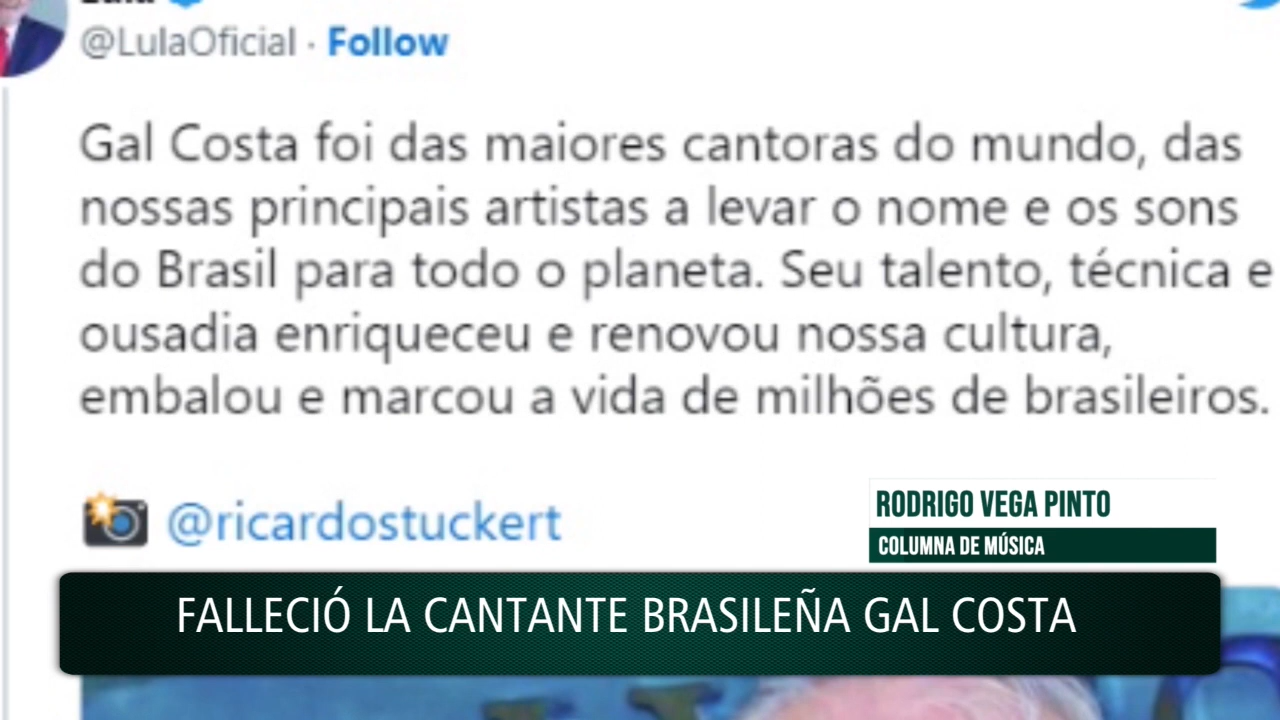 Lula
@LulaOficial · Follow
Gal Costa foi das maiores cantoras do mundo, das
nossas principais artistas a levar o nome e os sons
do Brasil para todo o planeta. Seu talento, técnica e
ousadia enriqueceu e renovou nossa cultura,
embalou e marcou a vida de milhões de brasileiros.
@ricardostuckert
RODRIGO VEGA PINTO
COLUMNA DE MÚSICA
FALLECIÓ LA CANTANTE BRASILEÑA GAL COSTA